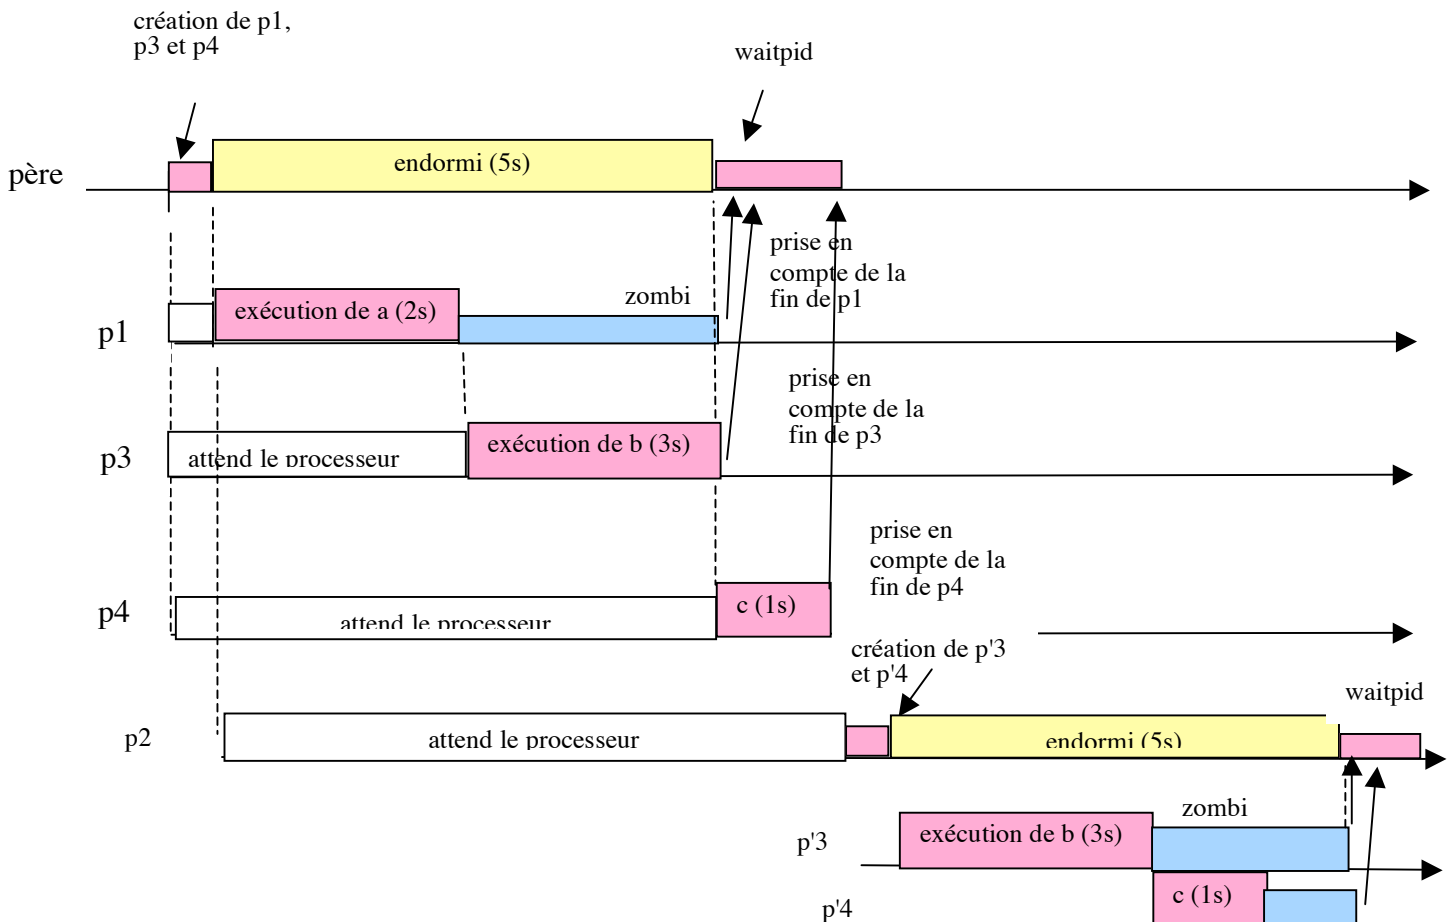 création de p1,
p3 et p4
waitpid
père
endormi (5s)
prise en
compte de la
fin de p1
zombi
exécution de a (2s)
p1
prise en
compte de la
fin de p3
exécution de b (3s)
p3
attend le processeur
prise en
compte de la
fin de p4
p4
attend le processeur
c (1s)
création de p'3
et p'4
waitpid
p2
attend le processeur
endormi (5s)
zombi
p'3
exécution de b (3s)
p'4
c (1s)